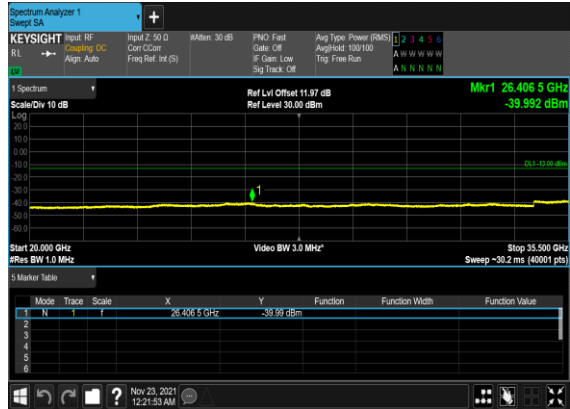 Spectrum Analyzer 1
Swept SA
KEYSIGHT Input: RF Input Z: 50 Ω #Atten: 30 dB PNO: Fast Avg Type: Power (RMS) 1 2 3 4 5 6
RL Coupling: DC Corr CCorr Gate: Off Avg|Hold: 100/100 A W W W W W
Align: Auto Freq Ref: Int (S) IF Gain: Low Trig: Free Run
Sig Track: Off A N N N N N
1 Spectrum Ref Lvl Offset 11.97 dB Mkr1 26.406 5 GHz
Scale/Div 10 dB Ref Level 30.00 dBm -39.992 dBm
Log
20.0
10.0
0.00
-10.0 DL1 -13.00 dBm
-20.0
-30.0 1
-40.0
-50.0
-60.0
Start 20.000 GHz Video BW 3.0 MHz* Stop 35.500 GHz
#Res BW 1.0 MHz Sweep ~30.2 ms (40001 pts)
5 Marker Table
Mode Trace Scale X Y Function Function Width Function Value
1 N 1 f 26.406 5 GHz -39.99 dBm
2
3
4
5
6
? Nov 23, 2021
12:21:53 AM